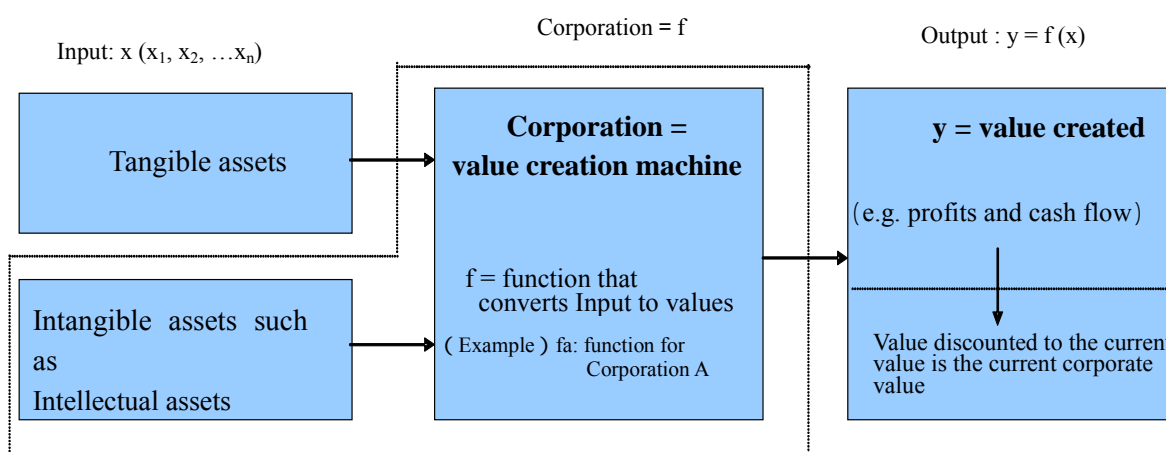 Corporation = f
Input: x (x1, x2, …xn)
Output : y = f (x)
Tangible assets
Intangible assets such
as
Intellectual assets
Corporation =
value creation machine
f = function that
converts Input to values
( Example ) fa: function for
Corporation A
y = value created
(e.g. profits and cash flow)
Value discounted to the current
value is the current corporate
value